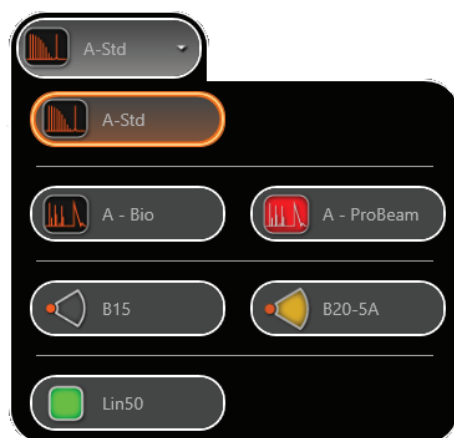 A-Std
A-Std
A - Bio
A - ProBeam
B15
B20-5A
Lin50